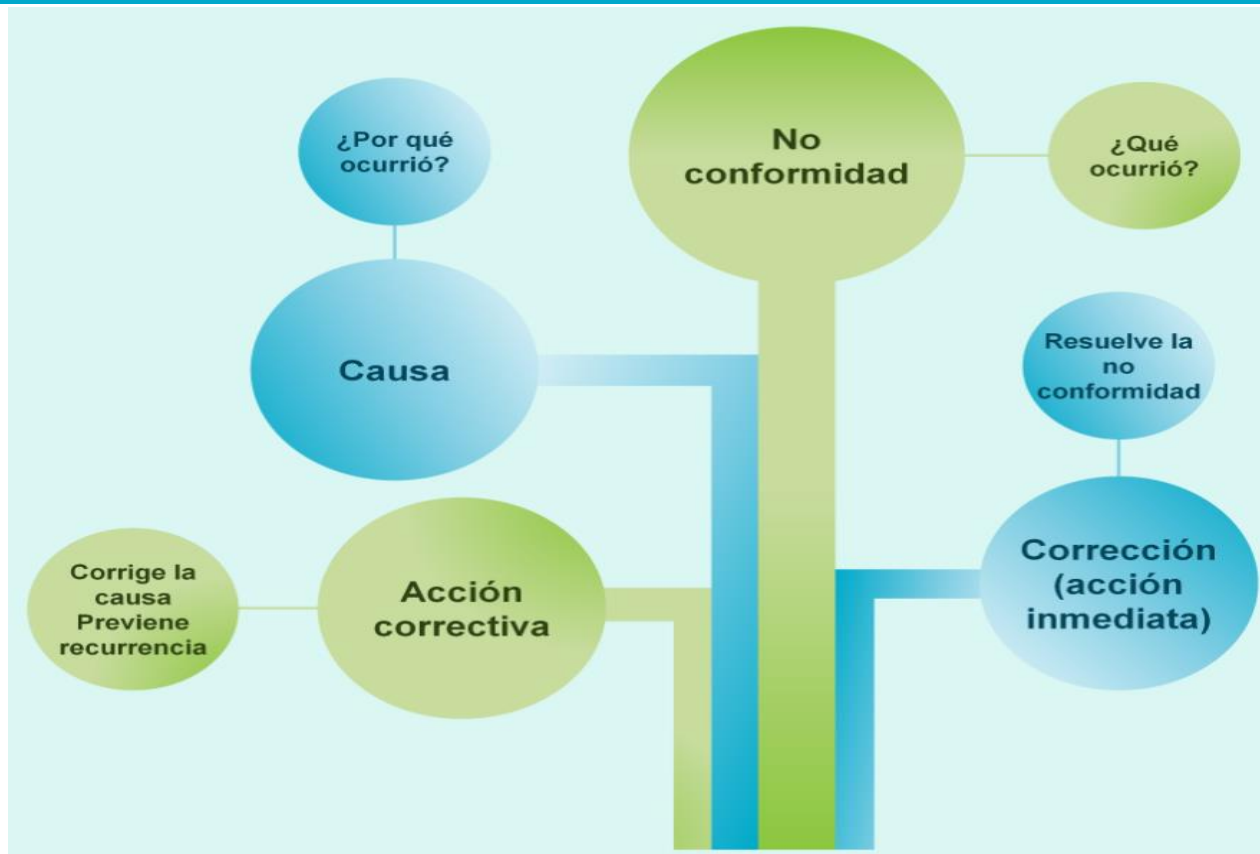 No
conformidad
¿Qué
ocurrió?
¿Por qué
ocurrió?
Causa
Resuelve la
no
conformidad
Corrección
(acción
inmediata)
Acción
correctiva
Corrige la
causa
Previene
recurrencia